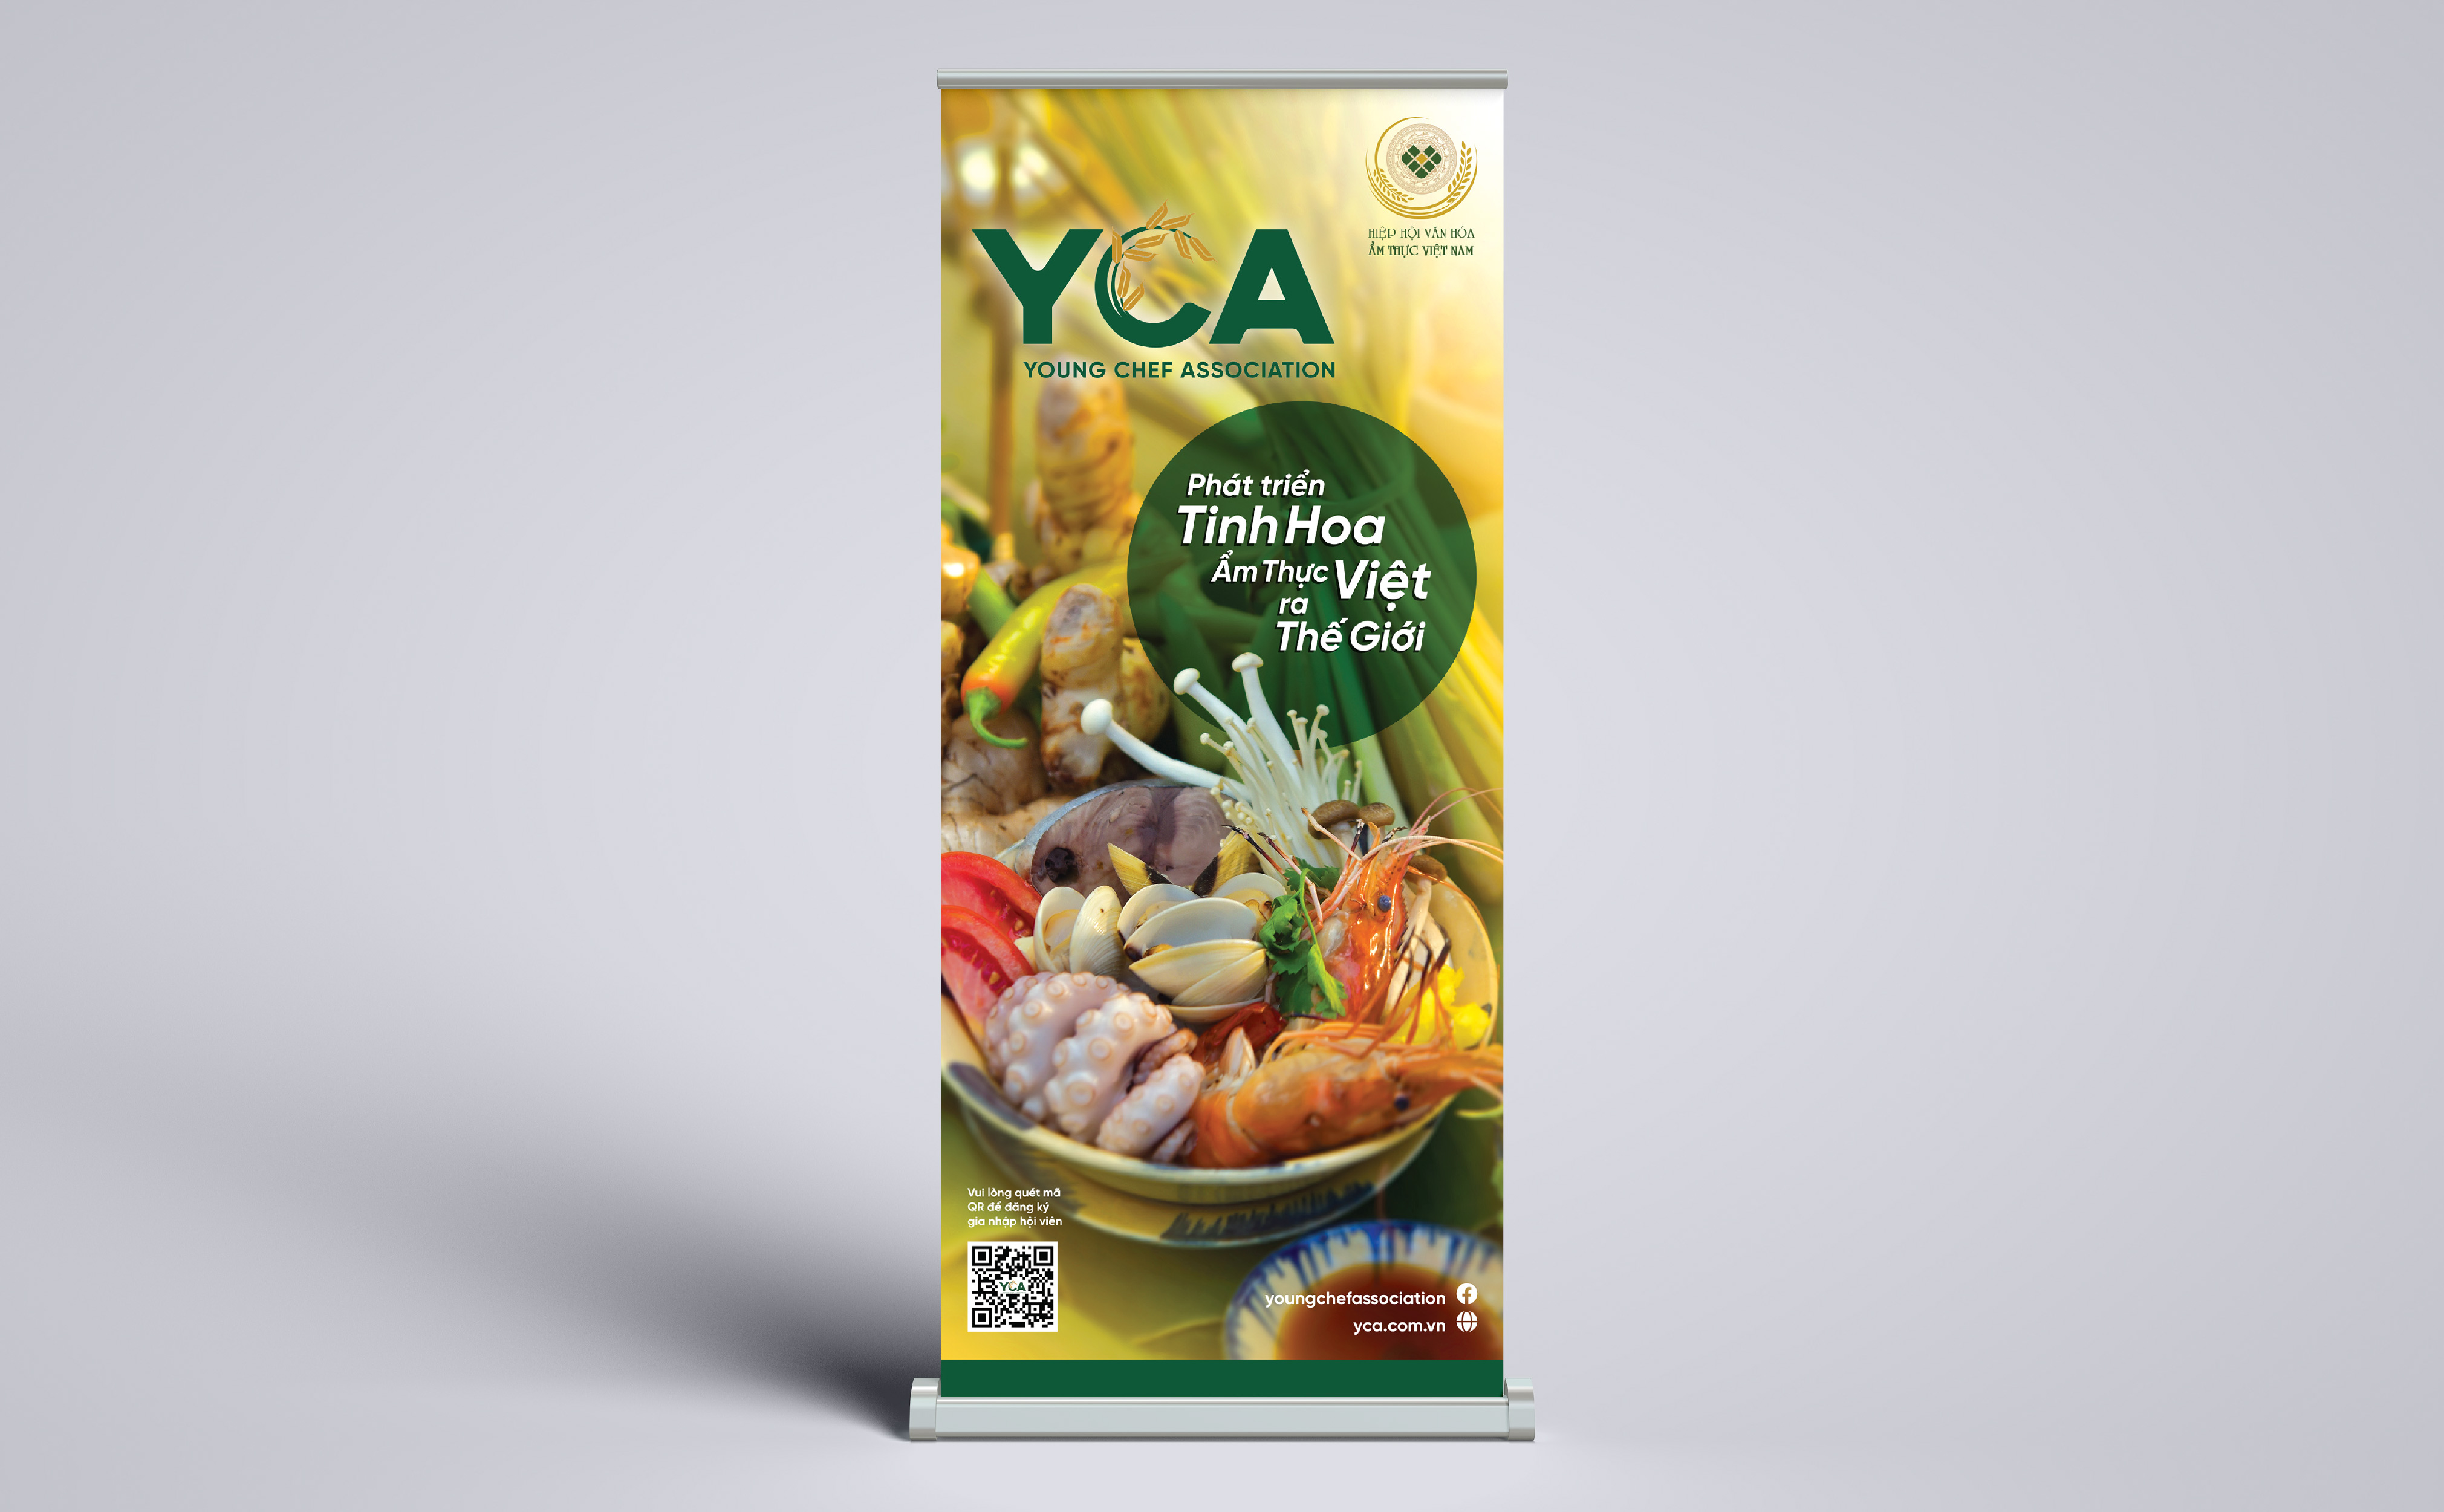 HIỆP HỘI VĂN HÓA
ẨM THỰC VIỆT NAM
YCA
YOUNG CHEF ASSOCIATION
Phát triển
Tinh Hoa
Ẩm Thực Việt
ra
Thế Giới
Vui lòng quét mã
QR để đăng ký
gia nhập hội viên
YCA
youngchefassociation
yca.com.vn